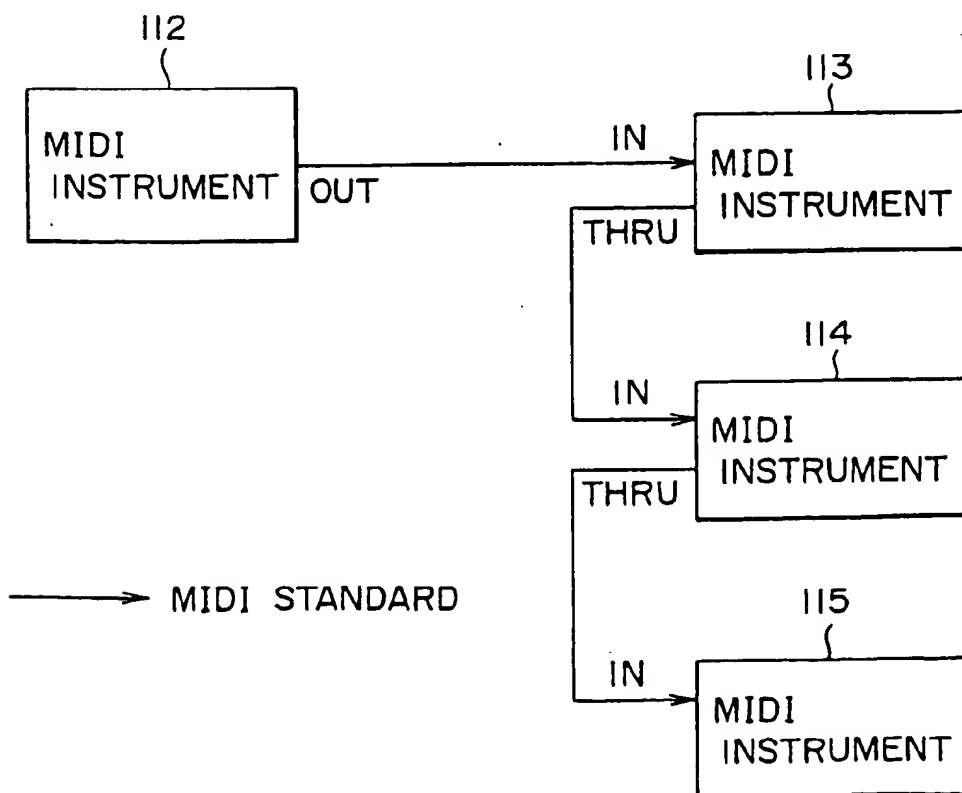 112
MIDI
INSTRUMENT
OUT
113
IN
MIDI
INSTRUMENT
THRU
114
IN
MIDI
INSTRUMENT
THRU
MIDI STANDARD
115
IN
MIDI
INSTRUMENT